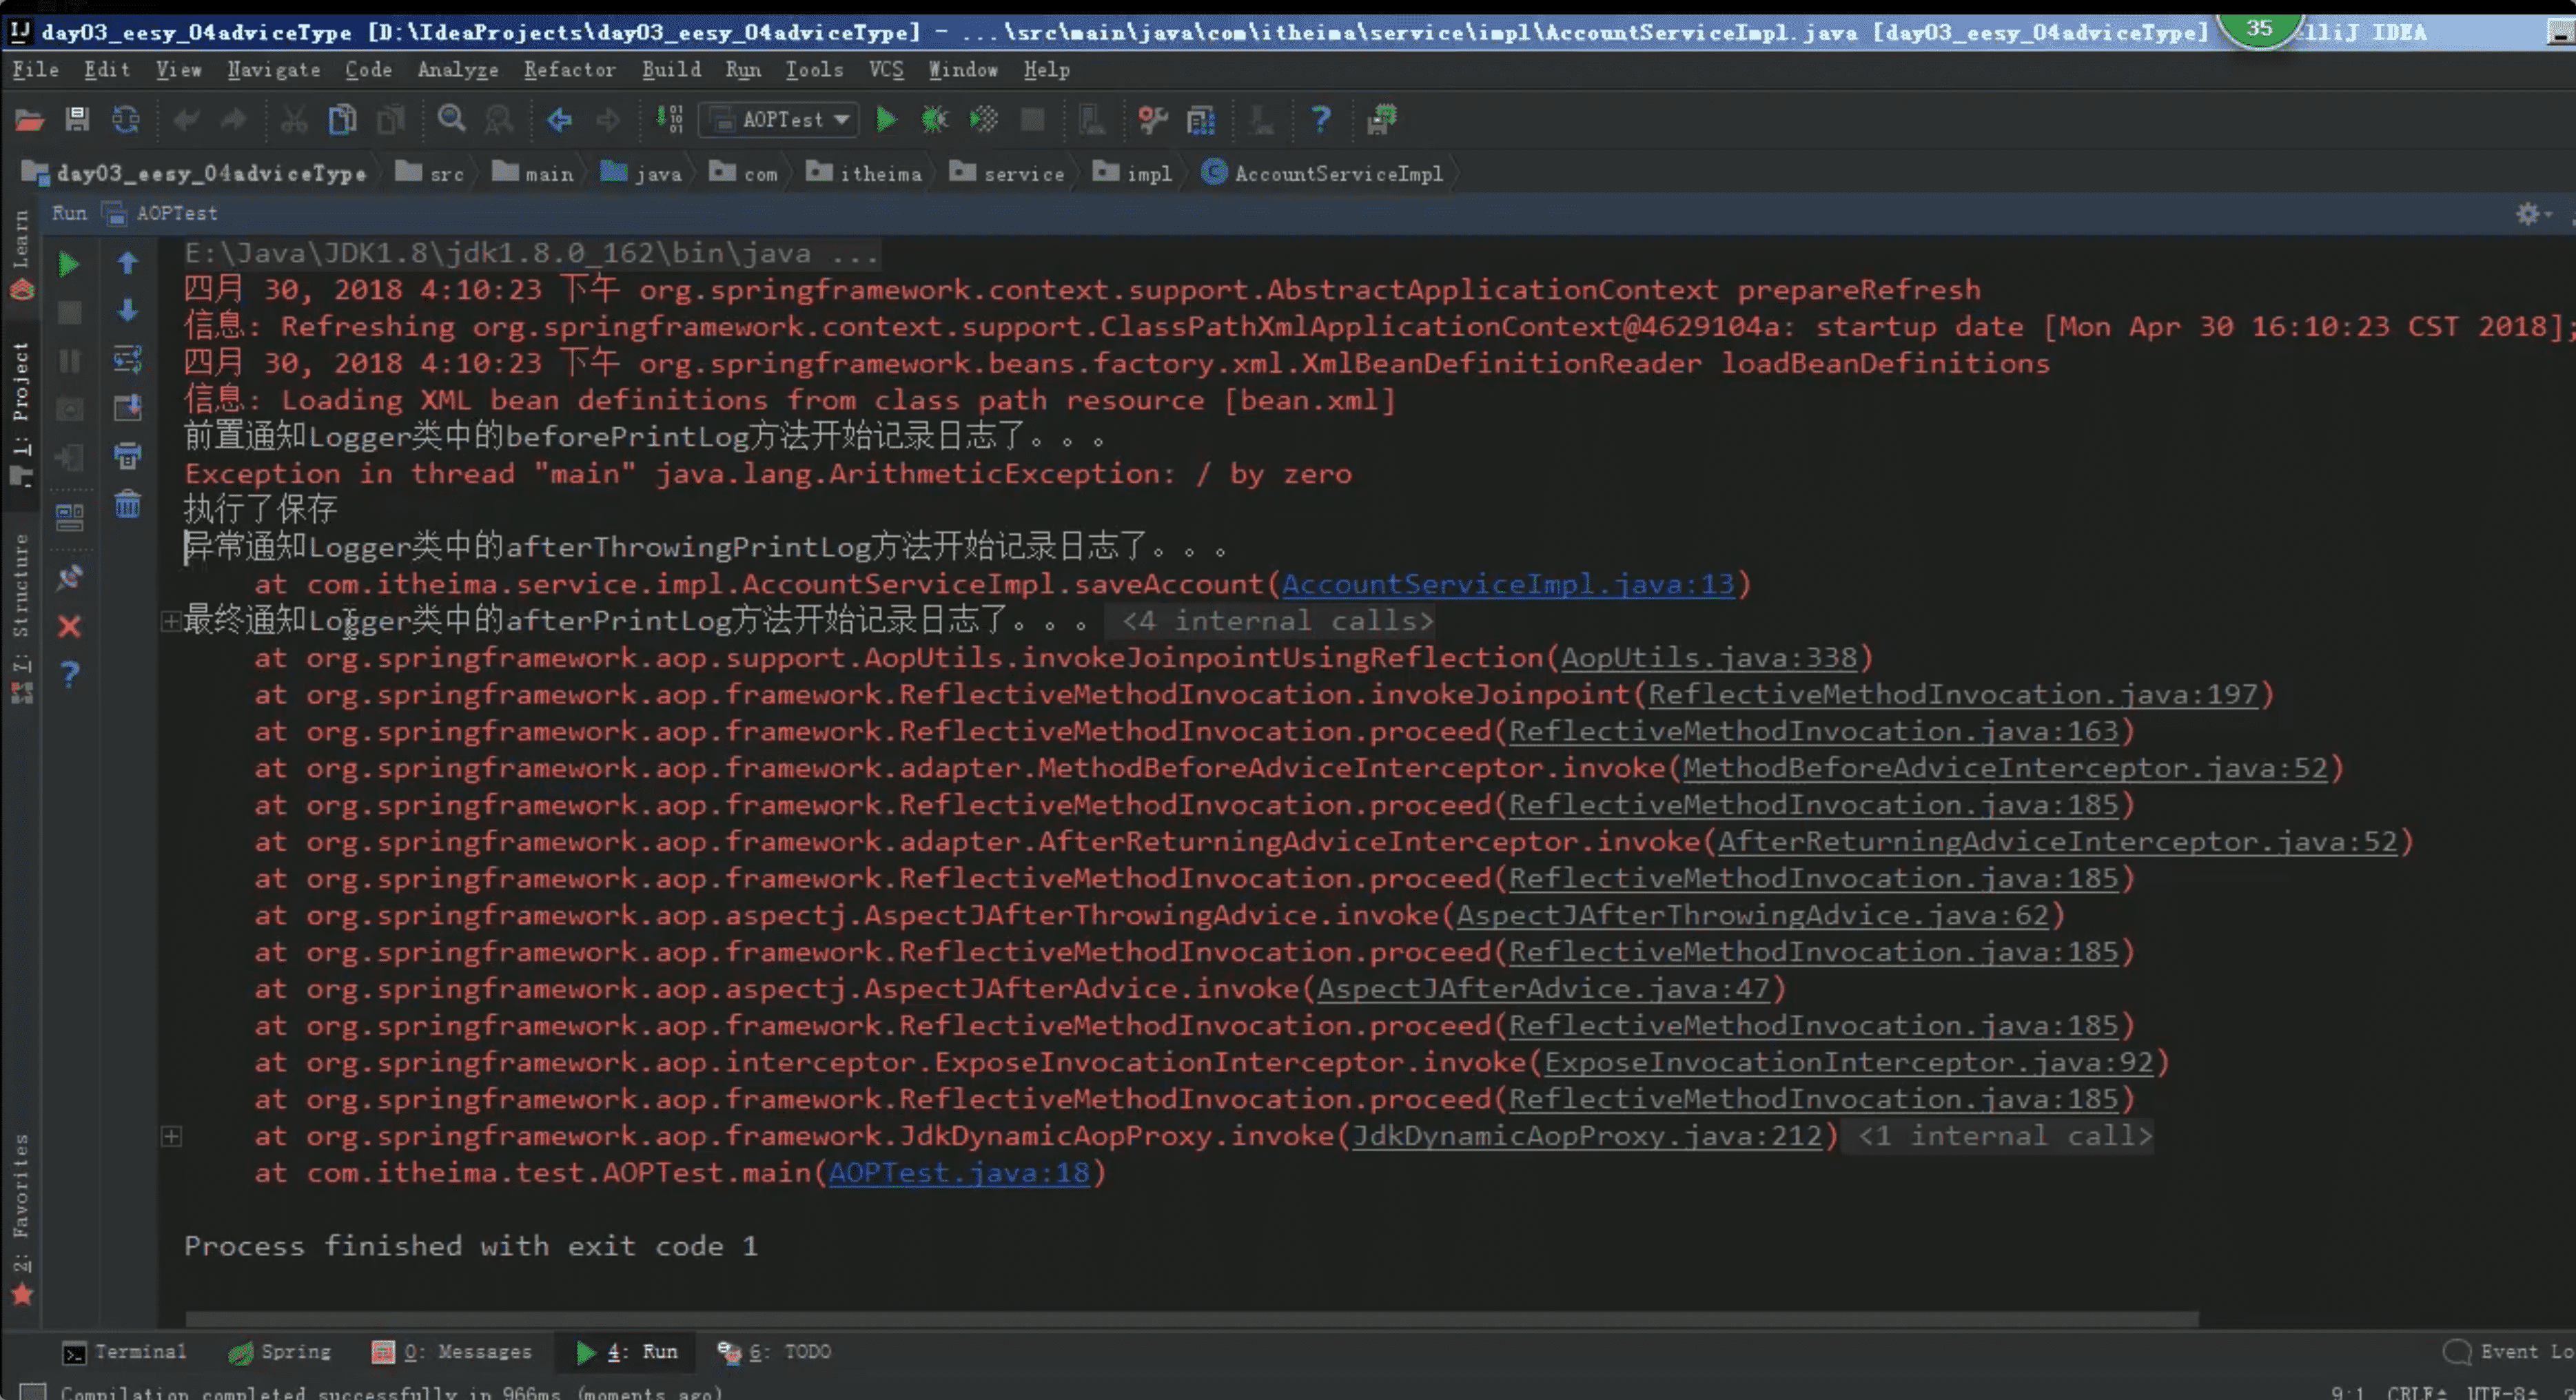 day03_eesy_04adviceType [D:\IdeaProjects\day03_eesy_04adviceType] - ...\src\main\java\com\itheima\service\impl\AccountServiceImpl.java [day03_eesy_04adviceType] 35 elliJ IDEA
File Edit View Navigate Code Analyze Refactor Build Run Tools VCS Window Help
AOPTest
day03_eesy_04adviceType src main java com itheima service impl AccountServiceImpl
Run AOPTest
Learn
1: Project
7: Structure
2: Favorites
E:\Java\JDK1.8\jdk1.8.0_162\bin\java ...
四月 30, 2018 4:10:23 下午 org.springframework.context.support.AbstractApplicationContext prepareRefresh
信息: Refreshing org.springframework.context.support.ClassPathXmlApplicationContext@4629104a: startup date [Mon Apr 30 16:10:23 CST 2018];
四月 30, 2018 4:10:23 下午 org.springframework.beans.factory.xml.XmlBeanDefinitionReader loadBeanDefinitions
信息: Loading XML bean definitions from class path resource [bean.xml]
前置通知Logger类中的beforePrintLog方法开始记录日志了。。。
Exception in thread "main" java.lang.ArithmeticException: / by zero
执行了保存
异常通知Logger类中的afterThrowingPrintLog方法开始记录日志了。。。
at com.itheima.service.impl.AccountServiceImpl.saveAccount(AccountServiceImpl.java:13)
最终通知Logger类中的afterPrintLog方法开始记录日志了。。。 <4 internal calls>
at org.springframework.aop.support.AopUtils.invokeJoinpointUsingReflection(AopUtils.java:338)
at org.springframework.aop.framework.ReflectiveMethodInvocation.invokeJoinpoint(ReflectiveMethodInvocation.java:197)
at org.springframework.aop.framework.ReflectiveMethodInvocation.proceed(ReflectiveMethodInvocation.java:163)
at org.springframework.aop.framework.adapter.MethodBeforeAdviceInterceptor.invoke(MethodBeforeAdviceInterceptor.java:52)
at org.springframework.aop.framework.ReflectiveMethodInvocation.proceed(ReflectiveMethodInvocation.java:185)
at org.springframework.aop.framework.adapter.AfterReturningAdviceInterceptor.invoke(AfterReturningAdviceInterceptor.java:52)
at org.springframework.aop.framework.ReflectiveMethodInvocation.proceed(ReflectiveMethodInvocation.java:185)
at org.springframework.aop.aspectj.AspectJAfterThrowingAdvice.invoke(AspectJAfterThrowingAdvice.java:62)
at org.springframework.aop.framework.ReflectiveMethodInvocation.proceed(ReflectiveMethodInvocation.java:185)
at org.springframework.aop.aspectj.AspectJAfterAdvice.invoke(AspectJAfterAdvice.java:47)
at org.springframework.aop.framework.ReflectiveMethodInvocation.proceed(ReflectiveMethodInvocation.java:185)
at org.springframework.aop.interceptor.ExposeInvocationInterceptor.invoke(ExposeInvocationInterceptor.java:92)
at org.springframework.aop.framework.ReflectiveMethodInvocation.proceed(ReflectiveMethodInvocation.java:185)
at org.springframework.aop.framework.JdkDynamicAopProxy.invoke(JdkDynamicAopProxy.java:212) <1 internal call>
at com.itheima.test.AOPTest.main(AOPTest.java:18)
Process finished with exit code 1
Terminal Spring 0: Messages 4: Run 6: TODO Event Lo
Compilation completed successfully in 966ms (moments ago) 9:1 CRLF UTF-8